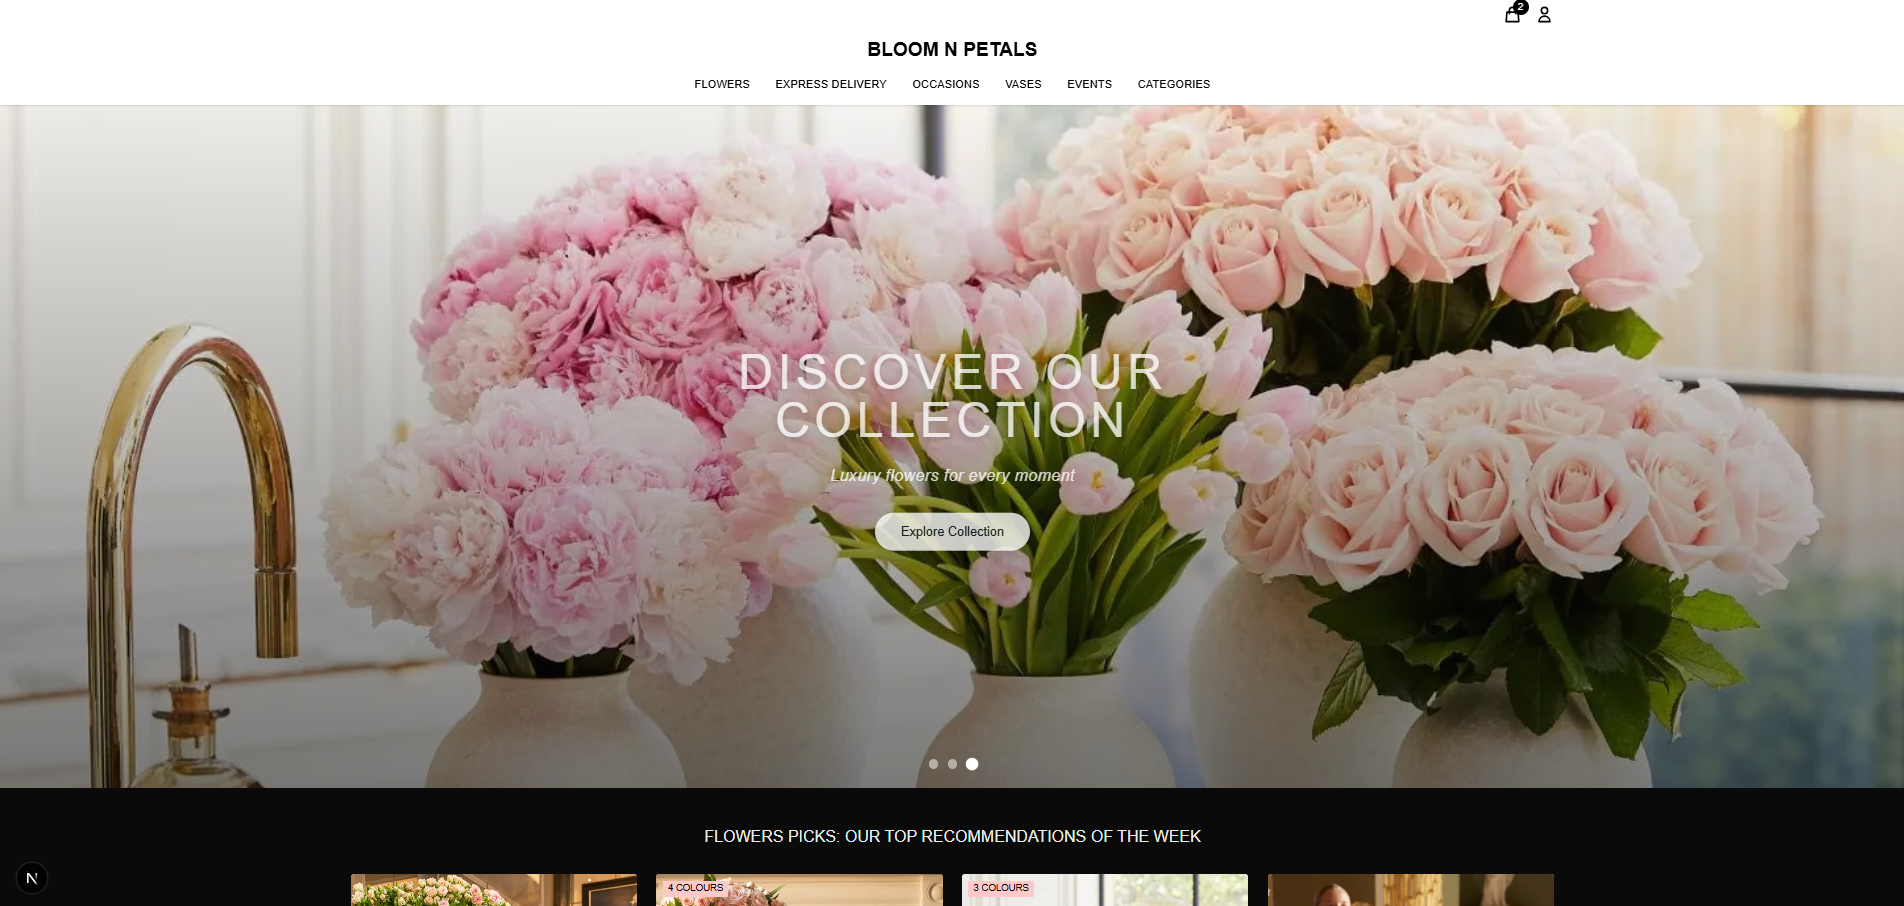 2
BLOOM N PETALS
FLOWERS EXPRESS DELIVERY OCCASIONS VASES EVENTS CATEGORIES
DISCOVER OUR
COLLECTION
Luxury flowers for every moment
Explore Collection
FLOWERS PICKS: OUR TOP RECOMMENDATIONS OF THE WEEK
N
4 COLOURS
3 COLOURS